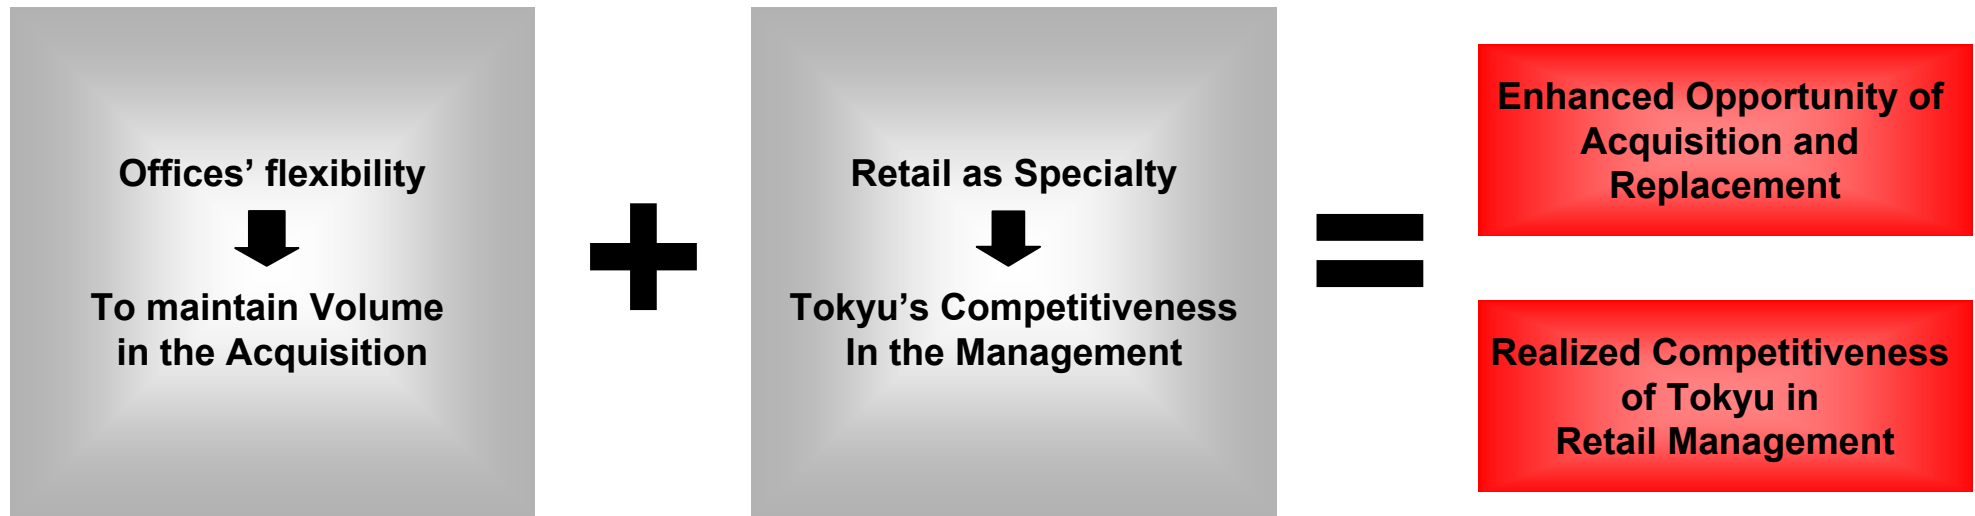 Offices’ flexibility
To maintain Volume
in the Acquisition
Retail as Specialty
Tokyu’s Competitiveness
In the Management
Enhanced Opportunity of
Acquisition and
Replacement
Realized Competitiveness
of Tokyu in
Retail Management